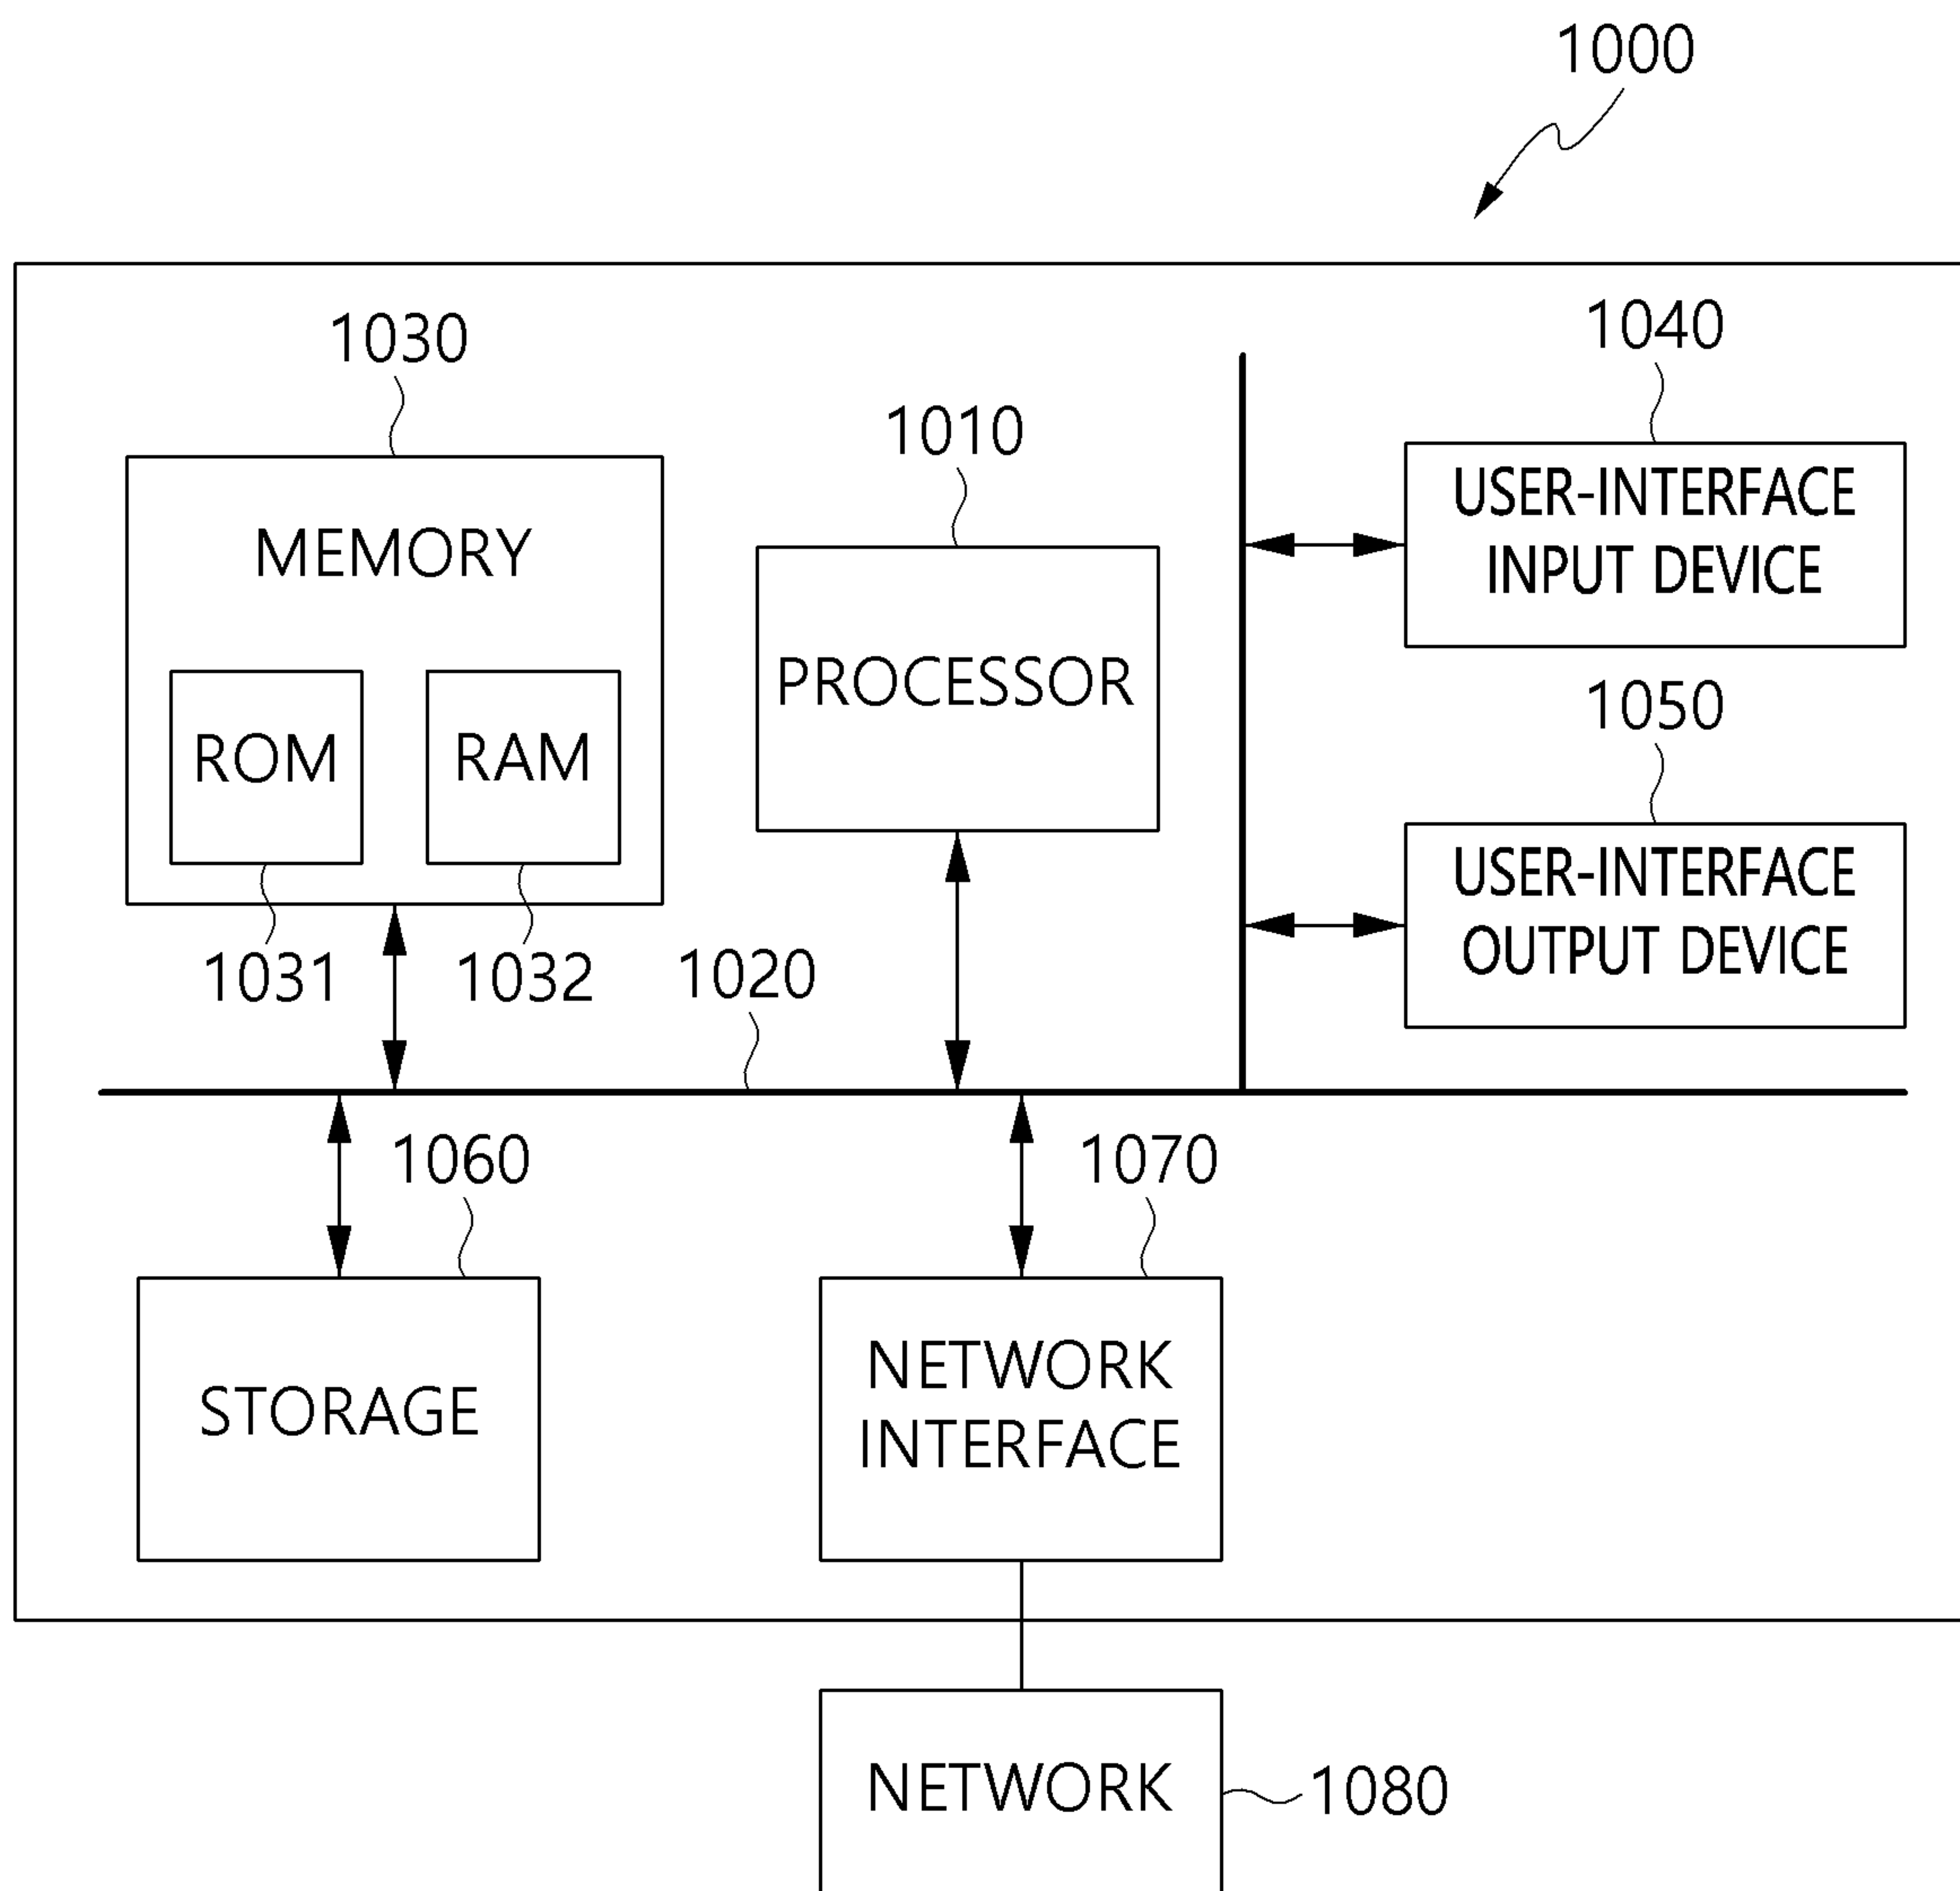 1000
1030
1010
1040
MEMORY
ROM
RAM
1031
1032
PROCESSOR
USER-INTERFACE
INPUT DEVICE
1050
USER-INTERFACE
OUTPUT DEVICE
1020
1060
1070
STORAGE
NETWORK
INTERFACE
NETWORK
1080